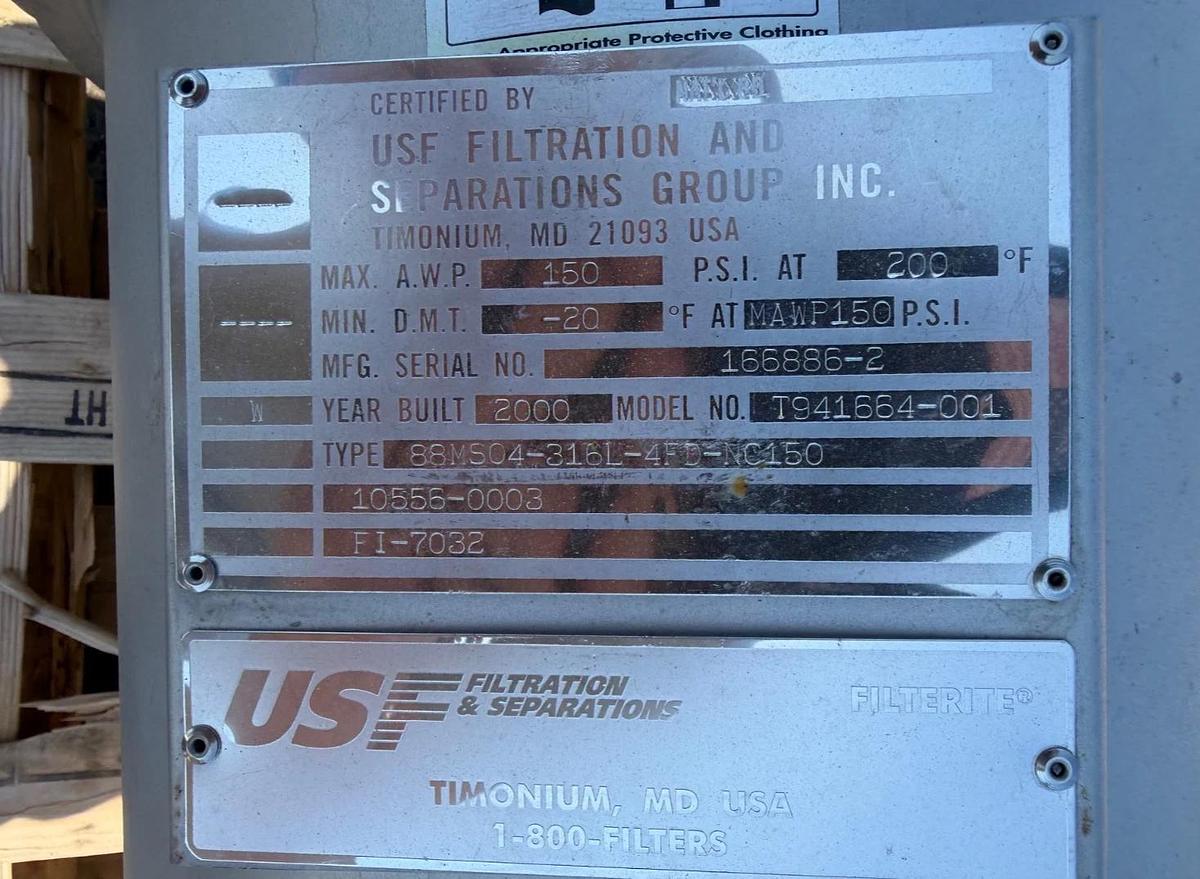 Appropriate Protective Clothing
CERTIFIED BY
USF FILTRATION AND
SEPARATIONS GROUP INC.
TIMONIUM, MD 21093 USA
MAX. A.W.P. 150 P.S.I. AT 200 °F
---- MIN. D.M.T. -20 °F AT MAWP150 P.S.I.
MFG. SERIAL NO. 166886-2
W YEAR BUILT 2000 MODEL NO. T941664-001
TYPE 88MSO4-316L-4FD-NC150
10556-0003
FI-7032
HT
USF FILTRATION
& SEPARATIONS
FILTERITE®
TIMONIUM, MD USA
1-800-FILTERS